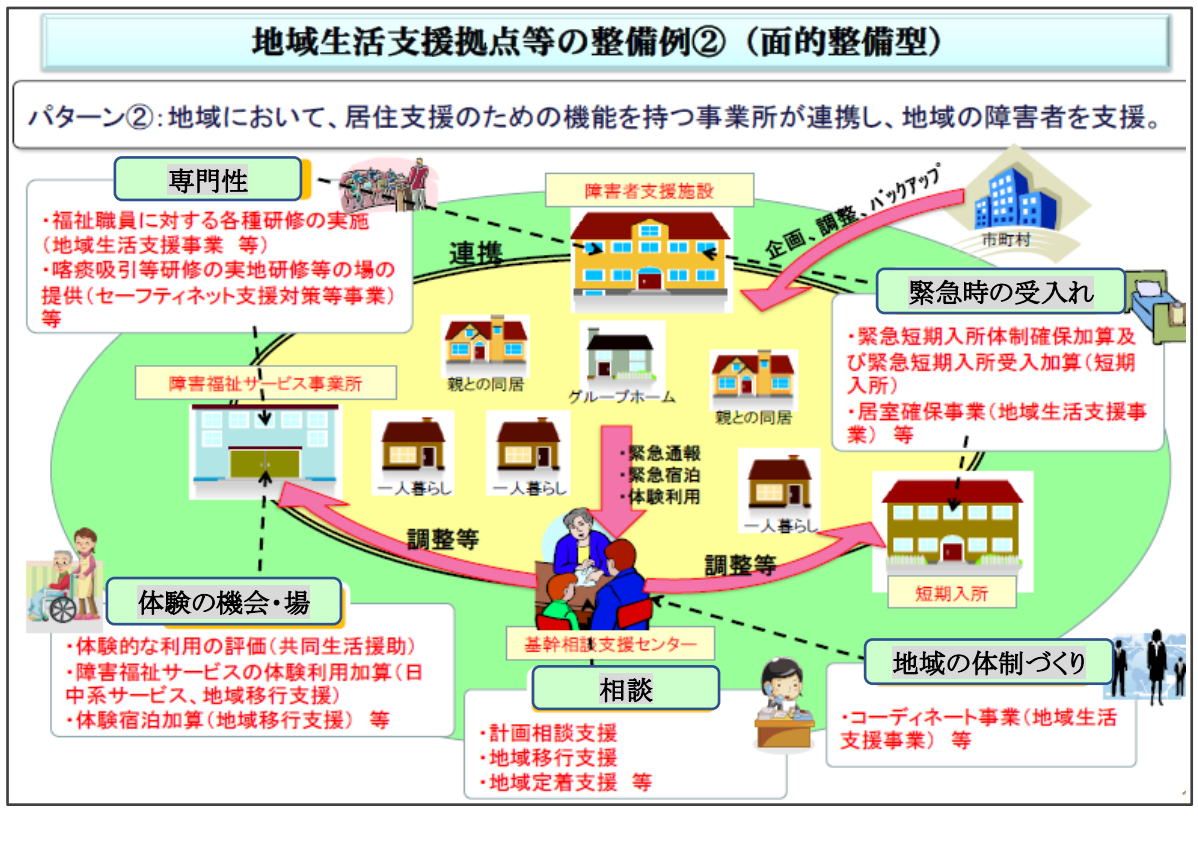 地域生活支援拠点等の整備例②（面的整備型）
パターン②：地域において、居住支援のための機能を持つ事業所が連携し、地域の障害者を支援。
専門性
・福祉職員に対する各種研修の実施
（地域生活支援事業　等）
・喀痰吸引等研修の実地研修等の場の
提供（セーフティネット支援対策等事業）
等
障害者支援施設
連携
企画、調整、バックアップ
市町村
緊急時の受入れ
・緊急短期入所体制確保加算及
び緊急短期入所受入加算（短期
入所）
・居室確保事業（地域生活支援事
業）　等
親との同居
グループホーム
親との同居
障害福祉サービス事業所
一人暮らし
一人暮らし
・緊急通報
・緊急宿泊
・体験利用
一人暮らし
調整等
調整等
短期入所
体験の機会・場
・体験的な利用の評価（共同生活援助）
・障害福祉サービスの体験利用加算（日
中系サービス、地域移行支援）
・体験宿泊加算（地域移行支援）　等
基幹相談支援センター
相談
・計画相談支援
・地域移行支援
・地域定着支援　等
地域の体制づくり
・コーディネート事業（地域生活
支援事業）　等